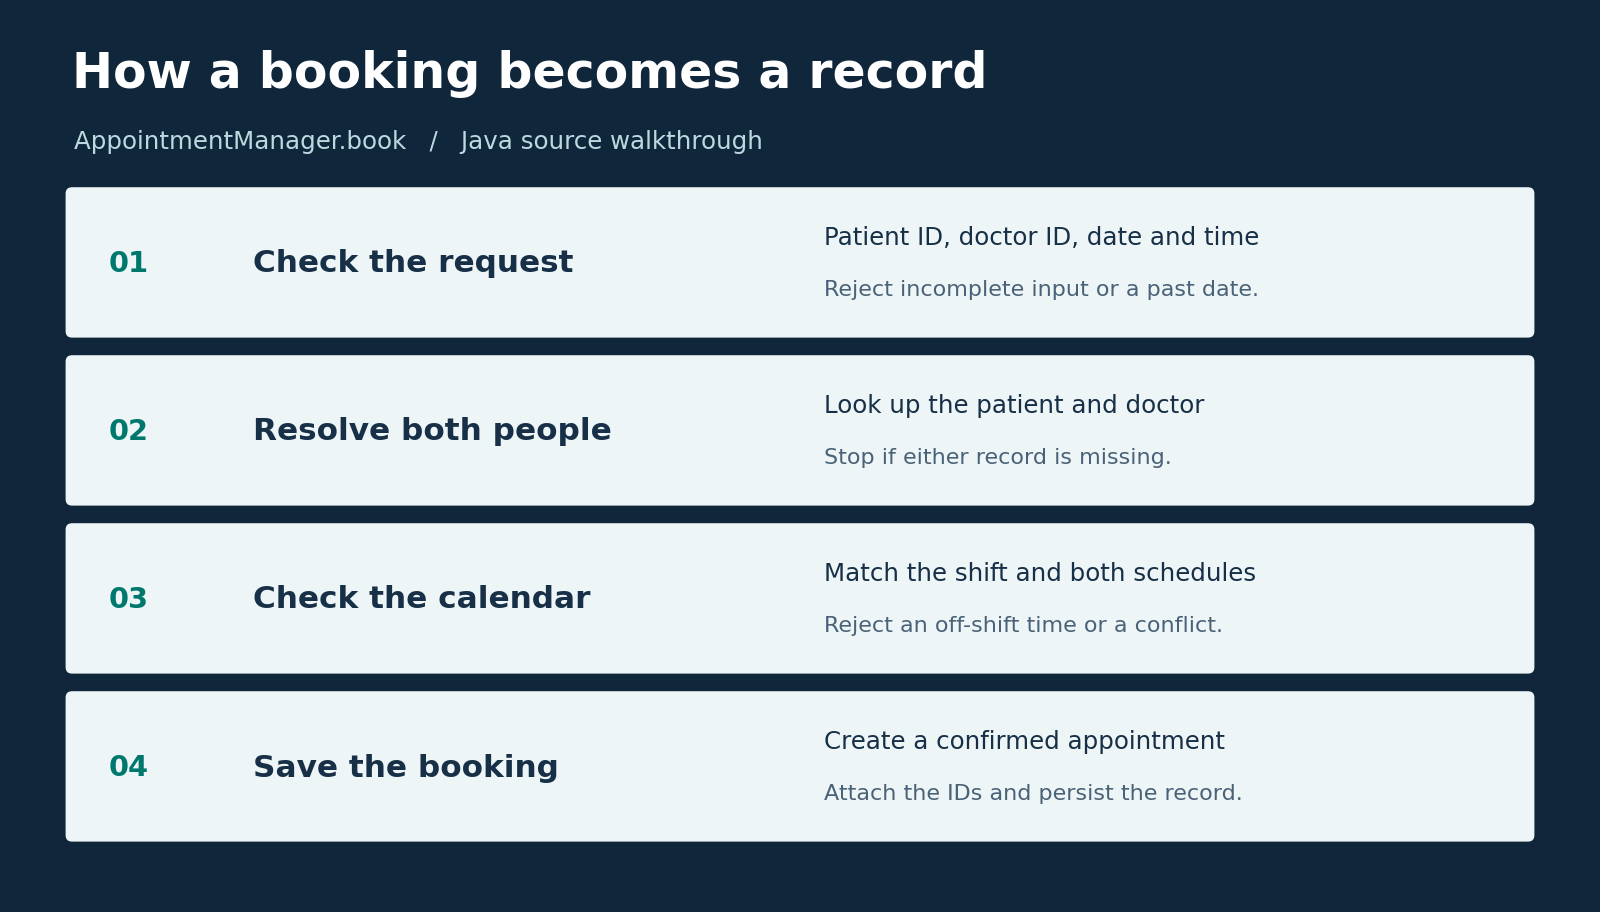 How a booking becomes a record
AppointmentManager.book / Java source walkthrough
01
Check the request
Patient ID, doctor ID, date and time
Reject incomplete input or a past date.
02
Resolve both people
Look up the patient and doctor
Stop if either record is missing.
03
Check the calendar
Match the shift and both schedules
Reject an off-shift time or a conflict.
04
Save the booking
Create a confirmed appointment
Attach the IDs and persist the record.